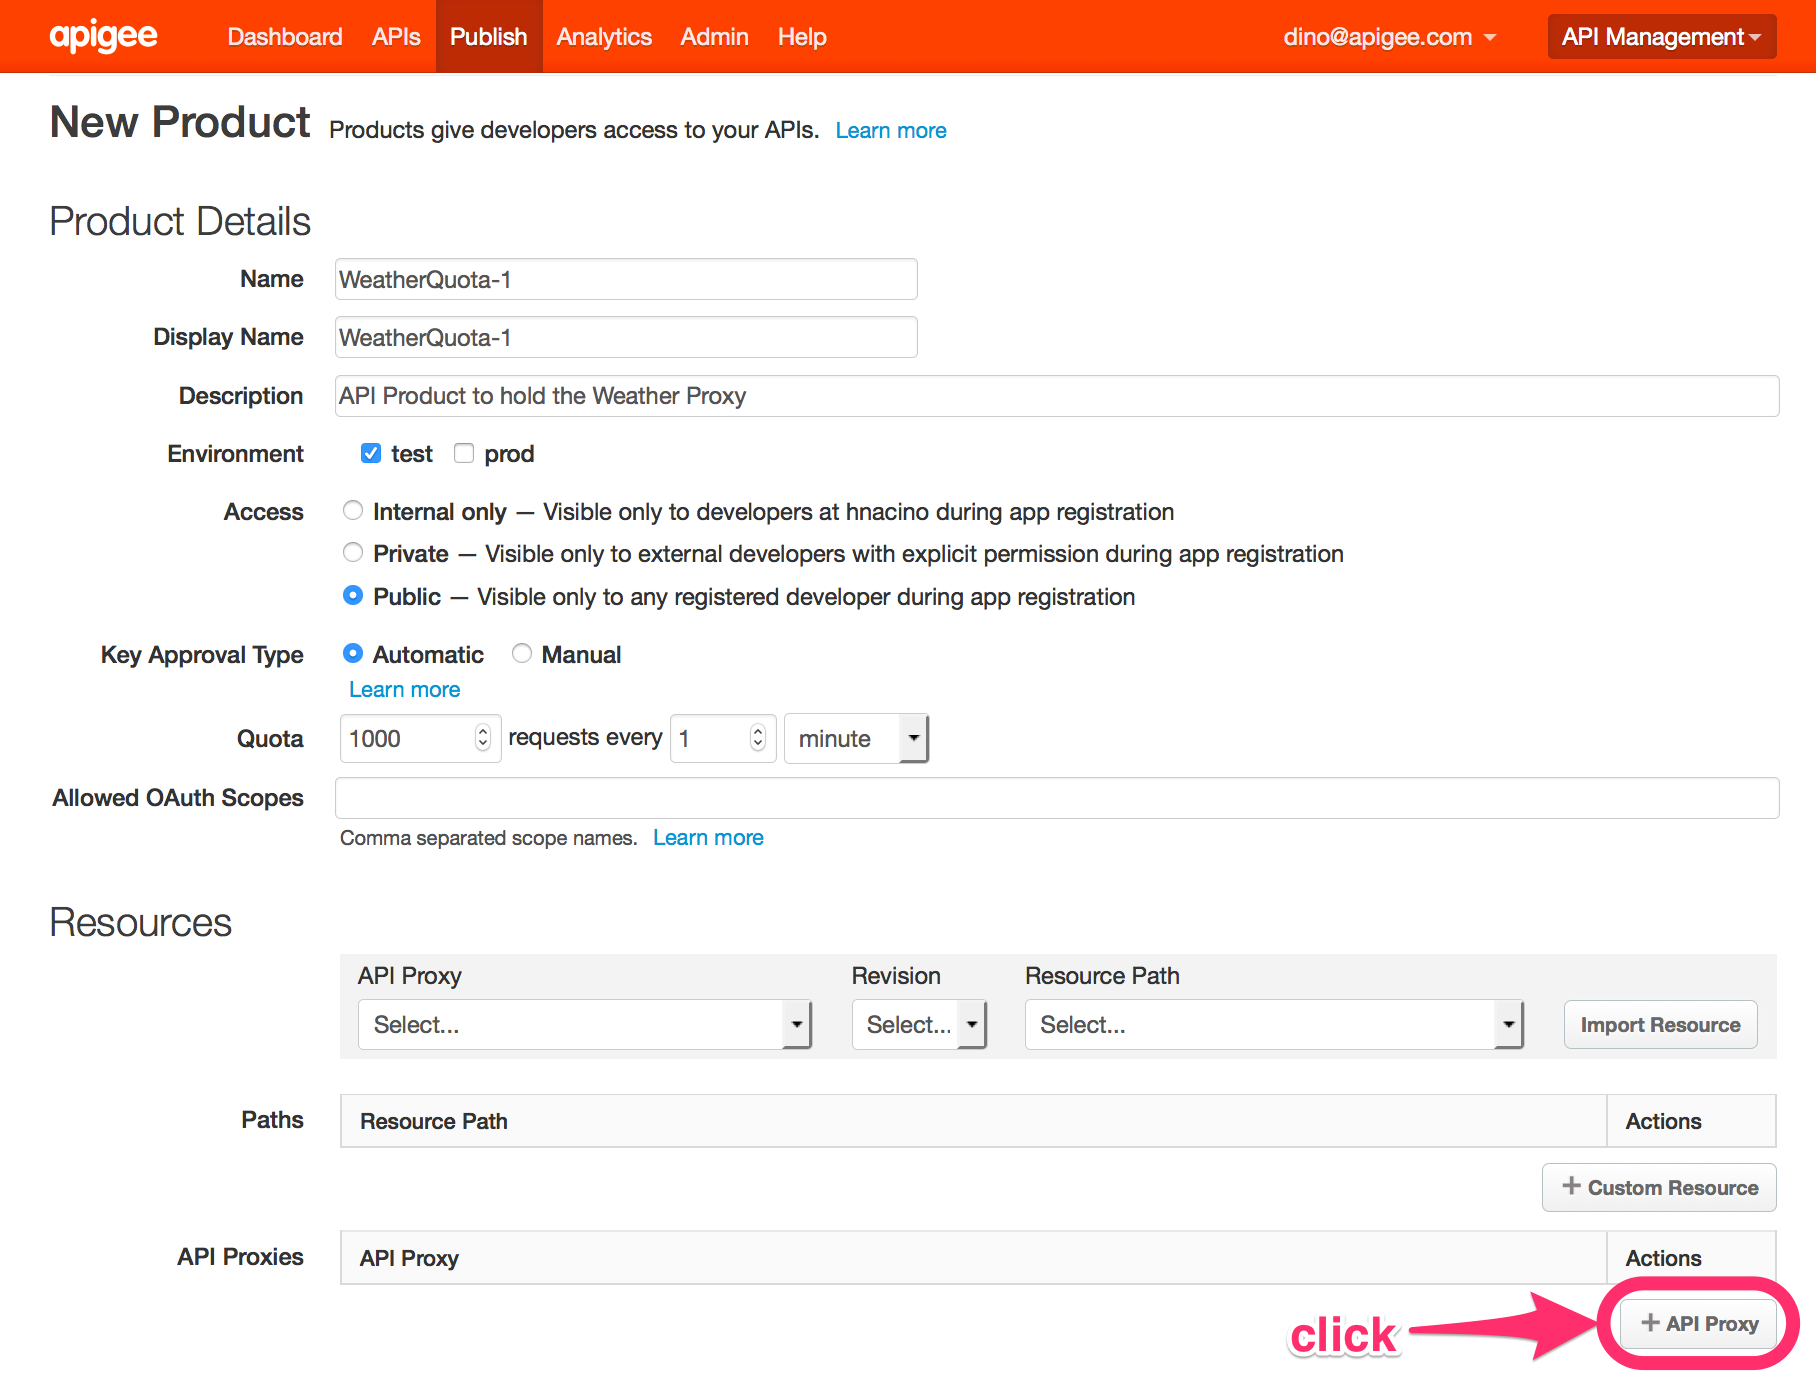 apigee Dashboard APIs Publish Analytics Admin Help dino@apigee.com API Management
New Product Products give developers access to your APIs. Learn more
Product Details
Name WeatherQuota-1
Display Name WeatherQuota-1
Description API Product to hold the Weather Proxy
Environment test prod
Access Internal only — Visible only to developers at hnacino during app registration
Private — Visible only to external developers with explicit permission during app registration
Public — Visible only to any registered developer during app registration
Key Approval Type Automatic Manual
Learn more
Quota 1000 requests every 1 minute
Allowed OAuth Scopes
Comma separated scope names. Learn more
Resources
API Proxy Revision Resource Path
Select... Select... Select... Import Resource
Paths Resource Path Actions
+ Custom Resource
API Proxies API Proxy Actions
click + API Proxy